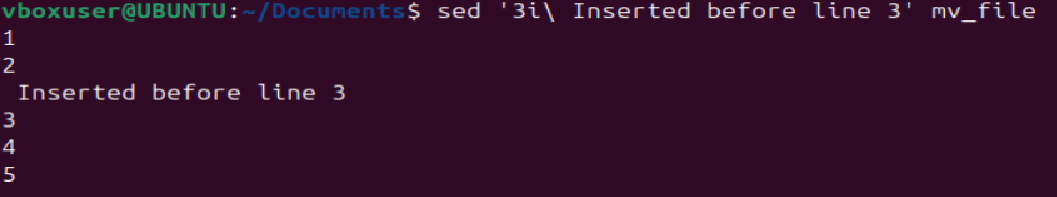 vboxuser@UBUNTU:~/Documents$ sed '3i\ Inserted before line 3' mv_file
1
2
 Inserted before line 3
3
4
5